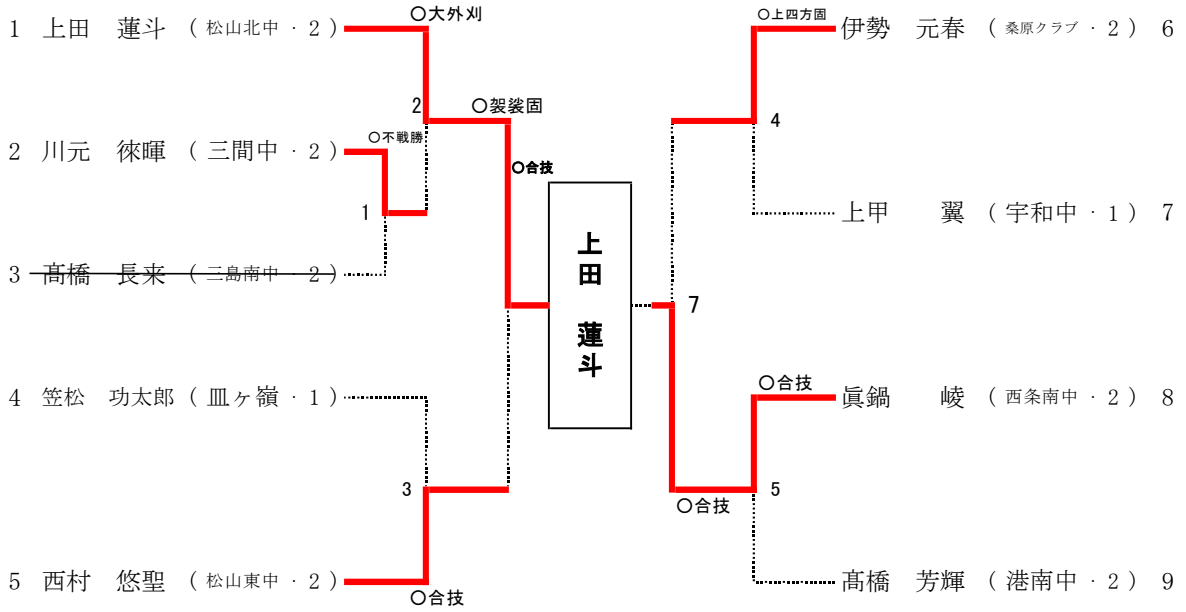 ○大外刈
1 上田 蓮斗 ( 松山北中 ・ 2 )
2
○袈裟固
○不戦勝
2 川元 徠暉 ( 三間中 ・ 2 )
○合技
1
3 髙橋 長来 ( 三島南中 ・ 2 )
4 笠松 功太郎 ( 皿ヶ嶺 ・ 1 )
3
5 西村 悠聖 ( 松山東中 ・ 2 )
○合技
上田 蓮斗
○上四方固
伊勢 元春 ( 桑原クラブ ・ 2 ) 6
4
上甲 翼 ( 宇和中 ・ 1 ) 7
7
○合技
眞鍋 崚 ( 西条南中 ・ 2 ) 8
5
○合技
髙橋 芳輝 ( 港南中 ・ 2 ) 9